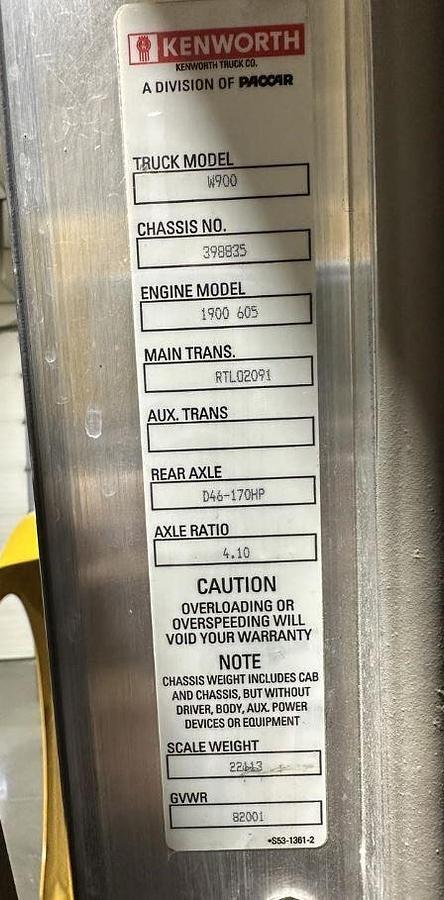 KENWORTH
KENWORTH TRUCK CO.
A DIVISION OF PACCAR
TRUCK MODEL
W900
CHASSIS NO.
398835
ENGINE MODEL
1900 605
MAIN TRANS.
RTLO2091
AUX. TRANS
REAR AXLE
D46-170HP
AXLE RATIO
4.10
CAUTION
OVERLOADING OR
OVERSPEEDING WILL
VOID YOUR WARRANTY
NOTE
CHASSIS WEIGHT INCLUDES CAB
AND CHASSIS, BUT WITHOUT
DRIVER, BODY, AUX. POWER
DEVICES OR EQUIPMENT
SCALE WEIGHT
GVWR
82001
*S53-1361-2